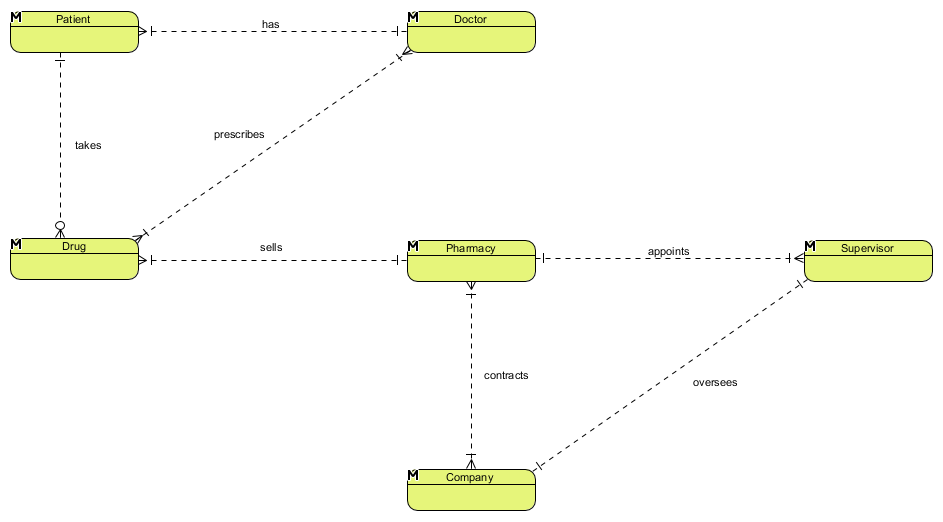 Patient
has
Doctor
prescribes
takes
Drug
sells
Pharmacy
appoints
Supervisor
contracts
oversees
Company